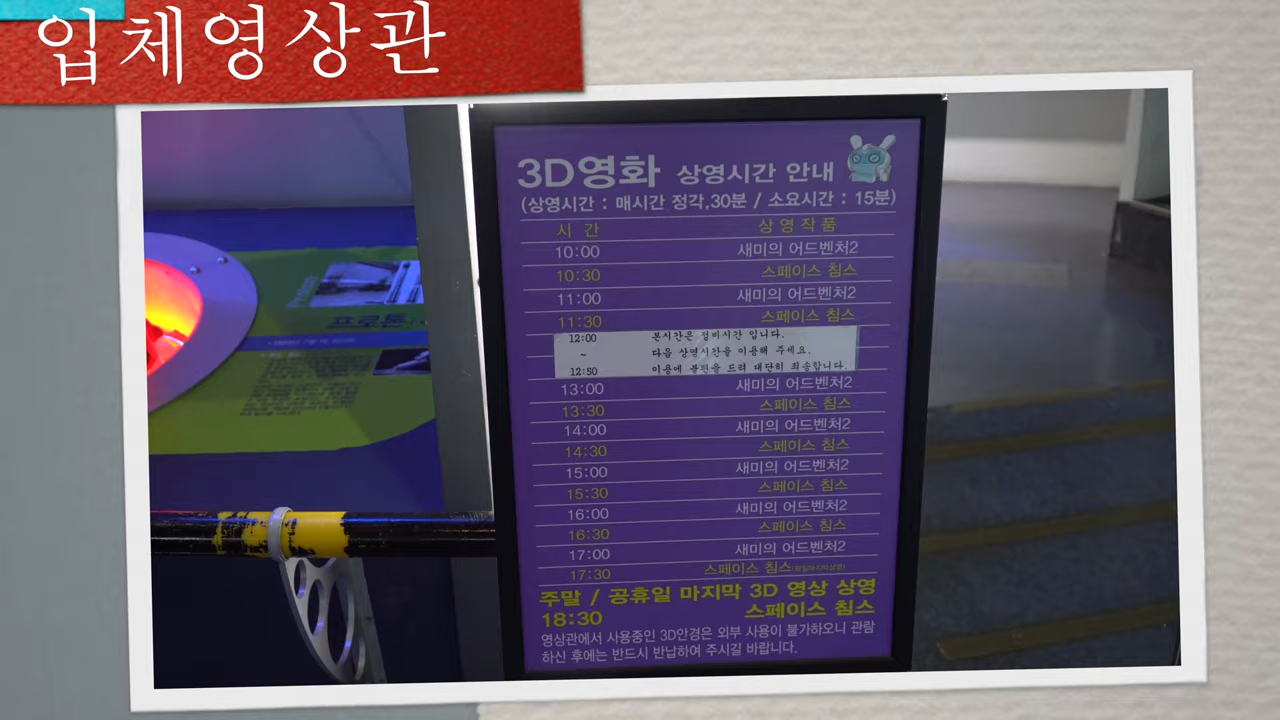 입체영상관
3D영화 상영시간 안내
(상영시간 : 매시간 정각,30분 / 소요시간 : 15분)
시 간 상영작품
10:00 새미의 어드벤처2
10:30 스페이스 침스
11:00 새미의 어드벤처2
11:30 스페이스 침스
12:00 본시간은 정비시간 입니다.
~ 다음 상영시간을 이용해 주세요.
12:50 이용에 불편을 드려 대단히 죄송합니다.
13:00 새미의 어드벤처2
13:30 스페이스 침스
14:00 새미의 어드벤처2
14:30 스페이스 침스
15:00 새미의 어드벤처2
15:30 스페이스 침스
16:00 새미의 어드벤처2
16:30 스페이스 침스
17:00 새미의 어드벤처2
17:30 스페이스 침스
주말 / 공휴일 마지막 3D 영상 상영
18:30 스페이스 침스
영상관에서 사용중인 3D안경은 외부 사용이 불가하오니 관람
하신 후에는 반드시 반납하여 주시길 바랍니다.
프로톤